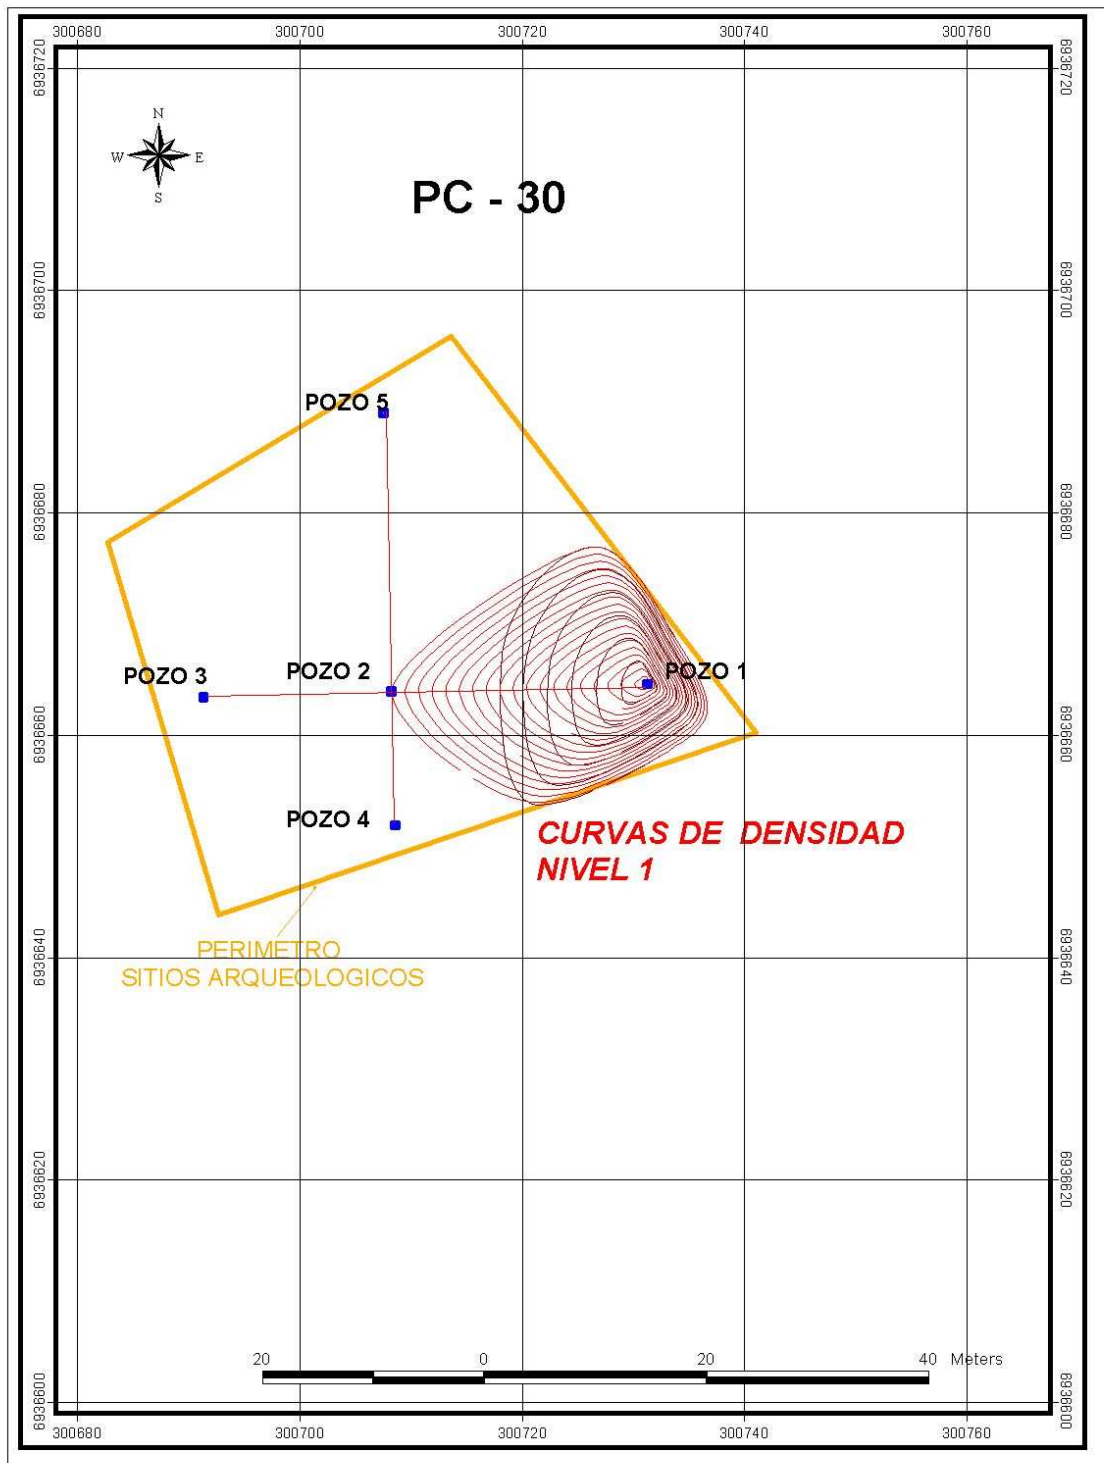 300680 300700 300720 300740 300760
6936720 6936720
N
W E
S
PC - 30
6936700 6936700
POZO 5
6936680 6936680
POZO 3 POZO 2 POZO 1
6936660 6936660
POZO 4
CURVAS DE DENSIDAD
NIVEL 1
PERIMETRO
SITIOS ARQUEOLOGICOS
6936640 6936640
6936620 6936620
20 0 20 40 Meters
6936600 6936600
300680 300700 300720 300740 300760